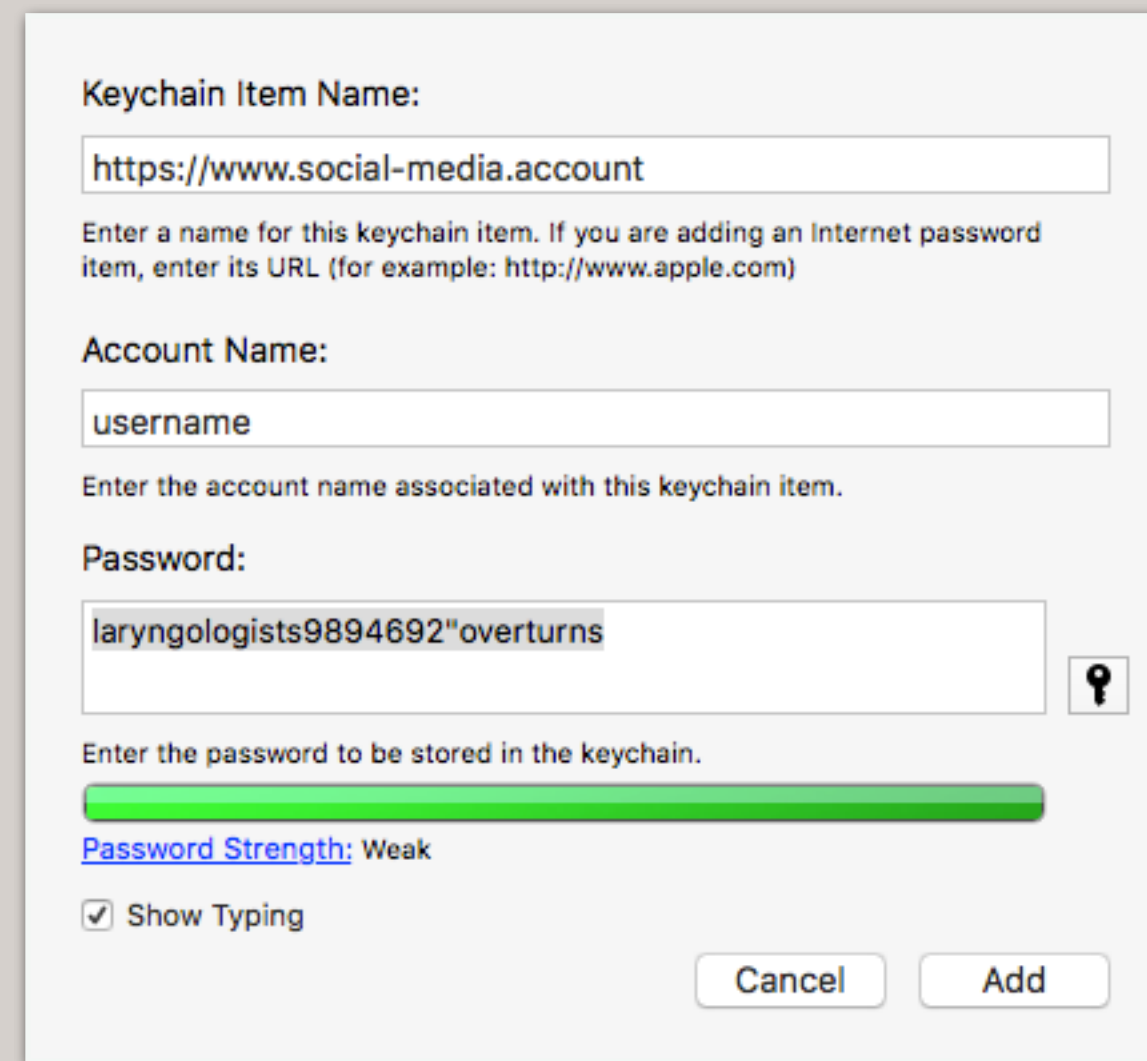 Keychain Item Name:
https://www.social-media.account
Enter a name for this keychain item. If you are adding an Internet password
item, enter its URL (for example: http://www.apple.com)
Account Name:
username
Enter the account name associated with this keychain item.
Password:
laryngologists9894692"overturns
Enter the password to be stored in the keychain.
Password Strength: Weak
Show Typing
Cancel Add